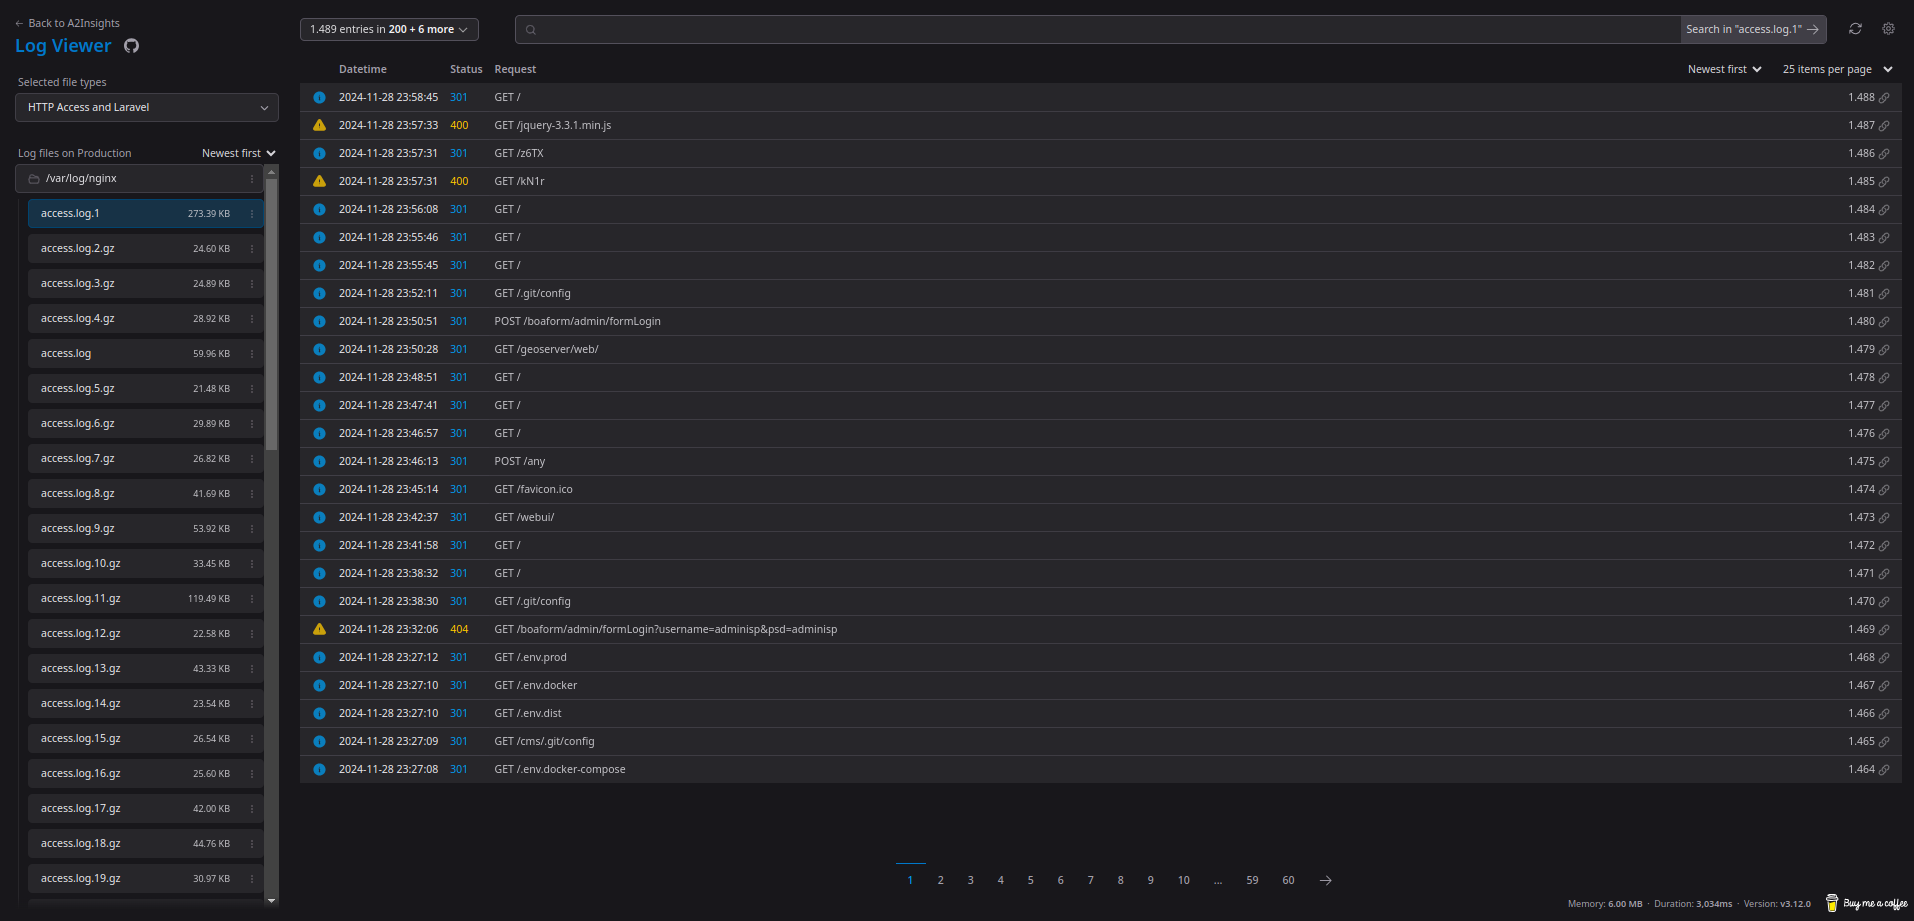 ← Back to A2Insights
Log Viewer
Selected file types
HTTP Access and Laravel
Log files on Production
Newest first
/var/log/nginx
access.log.1 273.39 KB
access.log.2.gz 24.60 KB
access.log.3.gz 24.89 KB
access.log.4.gz 28.92 KB
access.log 59.96 KB
access.log.5.gz 21.48 KB
access.log.6.gz 29.89 KB
access.log.7.gz 26.82 KB
access.log.8.gz 41.69 KB
access.log.9.gz 53.92 KB
access.log.10.gz 33.45 KB
access.log.11.gz 119.49 KB
access.log.12.gz 22.58 KB
access.log.13.gz 43.33 KB
access.log.14.gz 23.54 KB
access.log.15.gz 26.54 KB
access.log.16.gz 25.60 KB
access.log.17.gz 42.00 KB
access.log.18.gz 44.76 KB
access.log.19.gz 30.97 KB
1.489 entries in 200 + 6 more
Search in "access.log.1" →
Datetime Status Request Newest first 25 items per page
2024-11-28 23:58:45 301 GET / 1.488
2024-11-28 23:57:33 400 GET /jquery-3.3.1.min.js 1.487
2024-11-28 23:57:31 301 GET /z6TX 1.486
2024-11-28 23:57:31 400 GET /kN1r 1.485
2024-11-28 23:56:08 301 GET / 1.484
2024-11-28 23:55:46 301 GET / 1.483
2024-11-28 23:55:45 301 GET / 1.482
2024-11-28 23:52:11 301 GET /.git/config 1.481
2024-11-28 23:50:51 301 POST /boaform/admin/formLogin 1.480
2024-11-28 23:50:28 301 GET /geoserver/web/ 1.479
2024-11-28 23:48:51 301 GET / 1.478
2024-11-28 23:47:41 301 GET / 1.477
2024-11-28 23:46:57 301 GET / 1.476
2024-11-28 23:46:13 301 POST /any 1.475
2024-11-28 23:45:14 301 GET /favicon.ico 1.474
2024-11-28 23:42:37 301 GET /webui/ 1.473
2024-11-28 23:41:58 301 GET / 1.472
2024-11-28 23:38:32 301 GET / 1.471
2024-11-28 23:38:30 301 GET /.git/config 1.470
2024-11-28 23:32:06 404 GET /boaform/admin/formLogin?username=adminisp&psd=adminisp 1.469
2024-11-28 23:27:12 301 GET /.env.prod 1.468
2024-11-28 23:27:10 301 GET /.env.docker 1.467
2024-11-28 23:27:10 301 GET /.env.dist 1.466
2024-11-28 23:27:09 301 GET /cms/.git/config 1.465
2024-11-28 23:27:08 301 GET /.env.docker-compose 1.464
1 2 3 4 5 6 7 8 9 10 ... 59 60 →
Memory: 6.00 MB · Duration: 3,034ms · Version: v3.12.0
Buy me a coffee